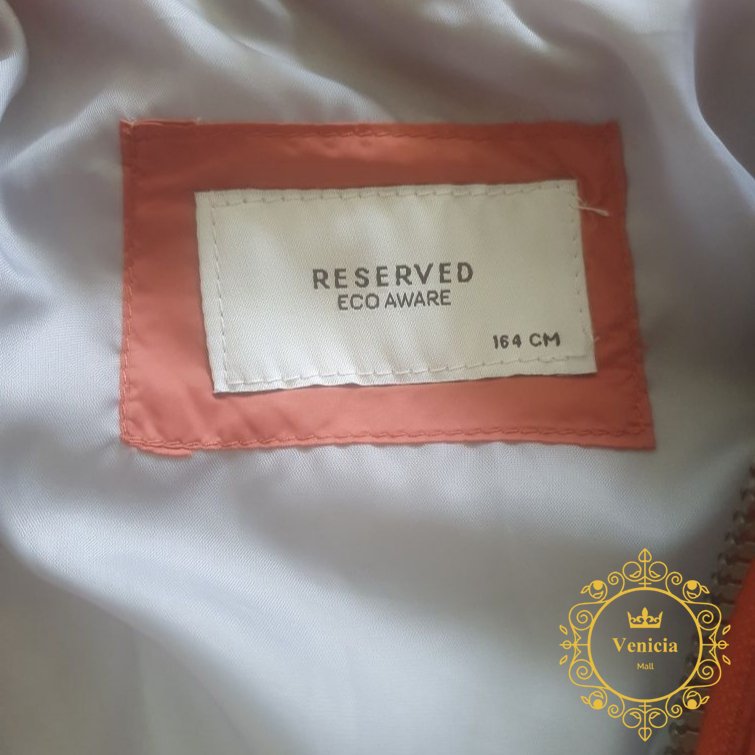 RESERVED
ECO AWARE
164 CM
Venicia
Mall